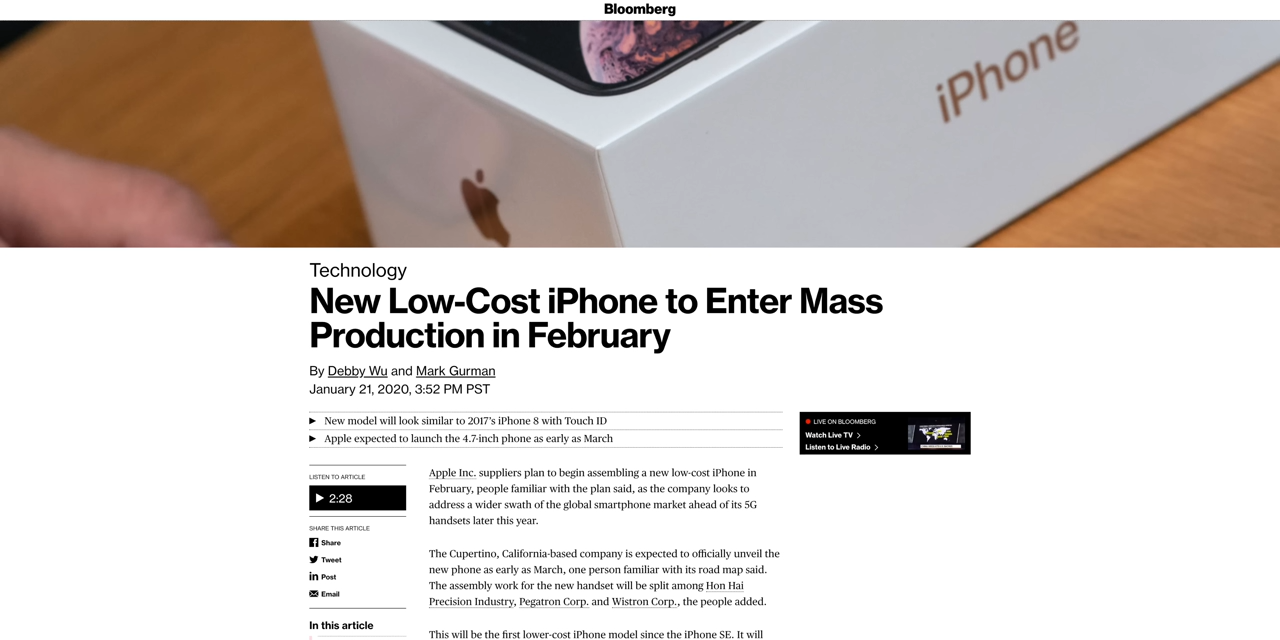 Bloomberg
iPhone
Technology
New Low-Cost iPhone to Enter Mass
Production in February
By Debby Wu and Mark Gurman
January 21, 2020, 3:52 PM PST
► New model will look similar to 2017's iPhone 8 with Touch ID
► Apple expected to launch the 4.7-inch phone as early as March
LIVE ON BLOOMBERG
Watch Live TV >
Listen to Live Radio >
LISTEN TO ARTICLE
2:28
SHARE THIS ARTICLE
Share
Tweet
Post
Email
In this article
Apple Inc. suppliers plan to begin assembling a new low-cost iPhone in
February, people familiar with the plan said, as the company looks to
address a wider swath of the global smartphone market ahead of its 5G
handsets later this year.
The Cupertino, California-based company is expected to officially unveil the
new phone as early as March, one person familiar with its road map said.
The assembly work for the new handset will be split among Hon Hai
Precision Industry, Pegatron Corp. and Wistron Corp., the people added.
This will be the first lower-cost iPhone model since the iPhone SE. It will